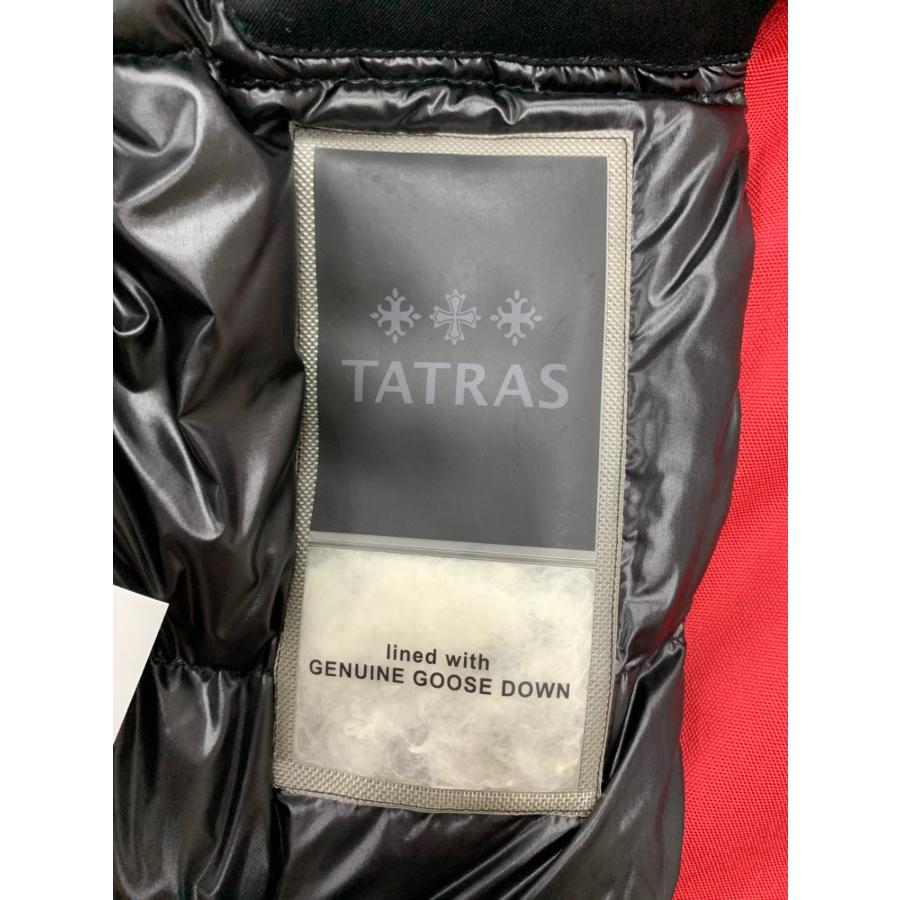 TATRAS
lined with
GENUINE GOOSE DOWN